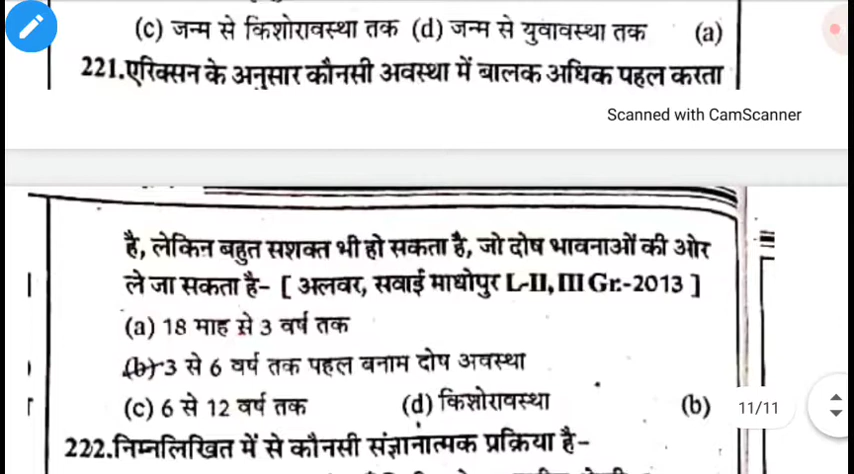 (c) जन्म से किशोरावस्था तक (d) जन्म से युवावस्था तक (a)
221.एरिक्सन के अनुसार कौनसी अवस्था में बालक अधिक पहल करता
Scanned with CamScanner
है, लेकिन बहुत सशक्त भी हो सकता है, जो दोष भावनाओं की ओर
ले जा सकता है- [ अलवर, सवाई माधोपुर L-II, III Gr.-2013 ]
(a) 18 माह से 3 वर्ष तक
(b) 3 से 6 वर्ष तक पहल बनाम दोष अवस्था
(c) 6 से 12 वर्ष तक (d) किशोरावस्था (b)
11/11
222.निम्नलिखित में से कौनसी संज्ञानात्मक प्रक्रिया है-